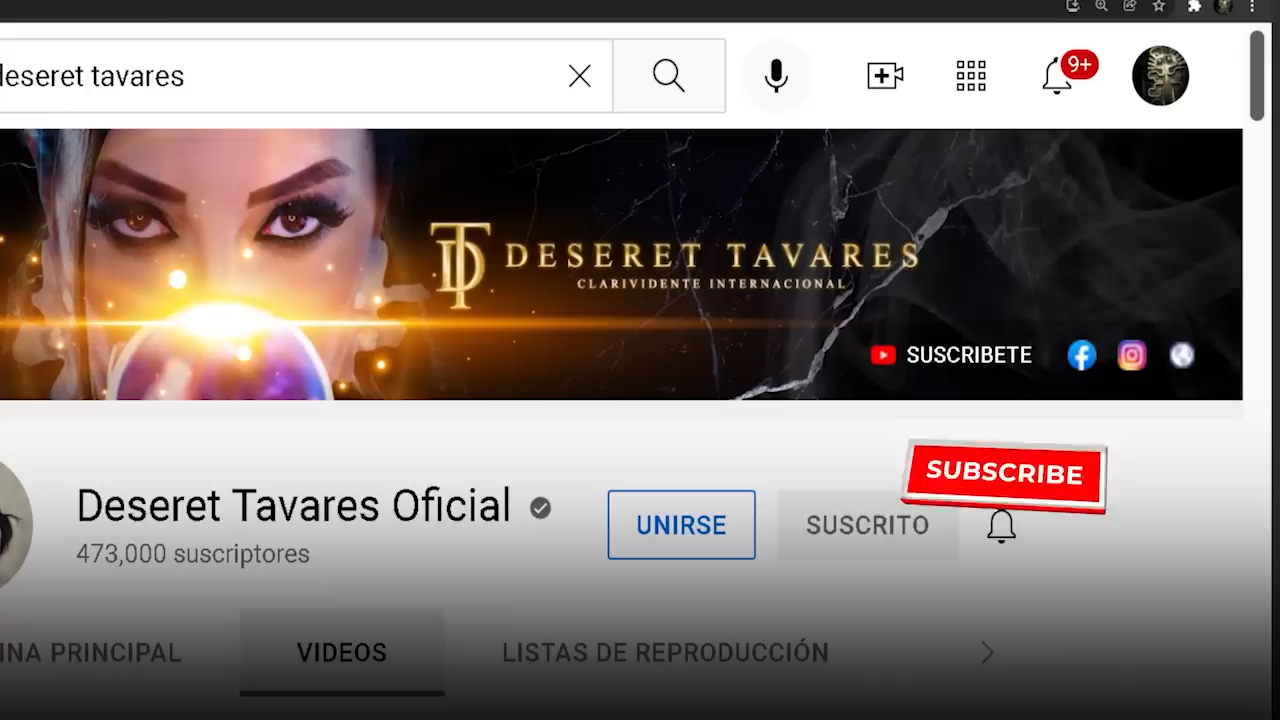 deseret tavares
9+
TD DESERET TAVARES
CLARIVIDENTE INTERNACIONAL
SUSCRIBETE
SUBSCRIBE
Deseret Tavares Oficial
UNIRSE
SUSCRITO
473,000 suscriptores
INA PRINCIPAL
VIDEOS
LISTAS DE REPRODUCCIÓN